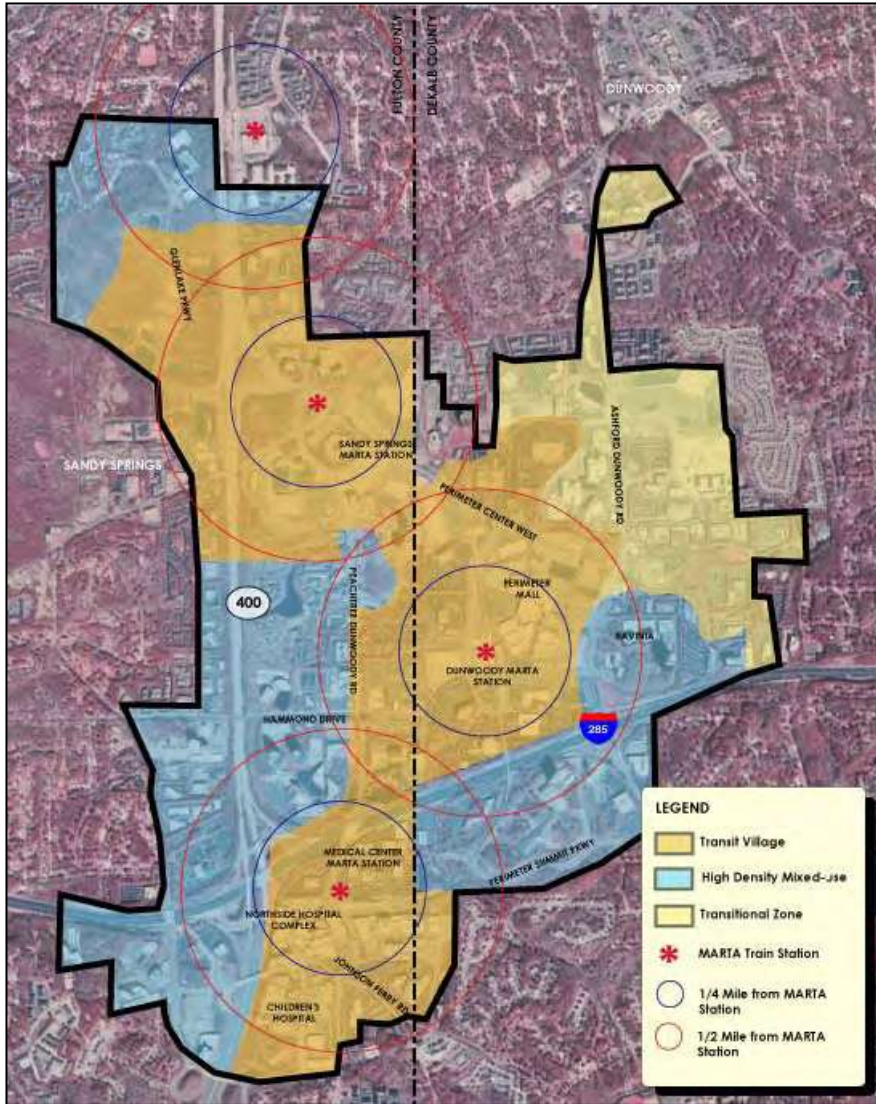 FULTON COUNTY
DEKALB COUNTY
DUNWOODY
GLENLAKE PKWY
SANDY SPRINGS
MARTA STATION
SANDY SPRINGS
ASHFORD DUNWOODY RD
PERIMETER CENTER WEST
PERIMETER
MALL
400
PEACHTREE DUNWOODY RD
RAVINIA
DUNWOODY MARTA
STATION
HAMMOND DRIVE
285
MEDICAL CENTER
MARTA STATION
PERIMETER SUMMIT PKWY
NORTHSIDE HOSPITAL
COMPLEX
JOHNSON FERRY RD
CHILDREN'S
HOSPITAL
LEGEND
Transit Village
High Density Mixed-use
Transitional Zone
MARTA Train Station
1/4 Mile from MARTA
Station
1/2 Mile from MARTA
Station